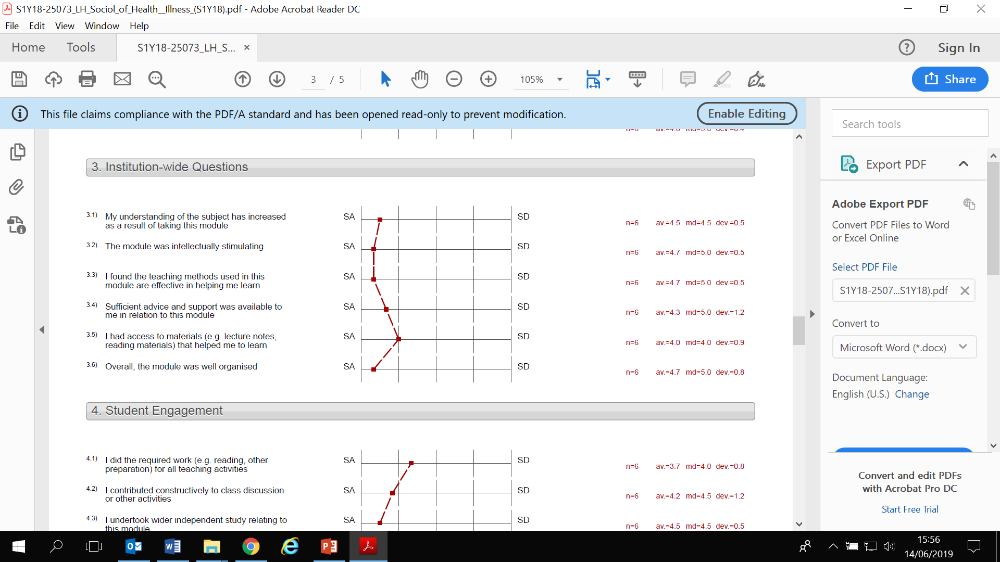 S1Y18-25073_LH_Sociol_of_Health__Illness_(S1Y18).pdf - Adobe Acrobat Reader DC
File Edit View Window Help
Home Tools S1Y18-25073_LH_S... × Sign In
3 / 5 105% Share
This file claims compliance with the PDF/A standard and has been opened read-only to prevent modification. Enable Editing
n=6 av.=4.8 md=5.0 dev.=0.4
3. Institution-wide Questions
3.1) My understanding of the subject has increased
as a result of taking this module
SA SD n=6 av.=4.5 md=4.5 dev.=0.5
3.2) The module was intellectually stimulating
SA SD n=6 av.=4.7 md=5.0 dev.=0.5
3.3) I found the teaching methods used in this
module are effective in helping me learn
SA SD n=6 av.=4.7 md=5.0 dev.=0.5
3.4) Sufficient advice and support was available to
me in relation to this module
SA SD n=6 av.=4.3 md=5.0 dev.=1.2
3.5) I had access to materials (e.g. lecture notes,
reading materials) that helped me to learn
SA SD n=6 av.=4.0 md=4.0 dev.=0.9
3.6) Overall, the module was well organised
SA SD n=6 av.=4.7 md=5.0 dev.=0.8
4. Student Engagement
4.1) I did the required work (e.g. reading, other
preparation) for all teaching activities
SA SD n=6 av.=3.7 md=4.0 dev.=0.8
4.2) I contributed constructively to class discussion
or other activities
SA SD n=6 av.=4.2 md=4.5 dev.=1.2
4.3) I undertook wider independent study relating to
this module
SA SD n=6 av.=4.5 md=4.5 dev.=0.5
Search tools
Export PDF
Adobe Export PDF
Convert PDF Files to Word
or Excel Online
Select PDF File
S1Y18-2507...S1Y18).pdf
Convert to
Microsoft Word (*.docx)
Document Language:
English (U.S.) Change
Convert and edit PDFs
with Acrobat Pro DC
Start Free Trial
15:56
14/06/2019